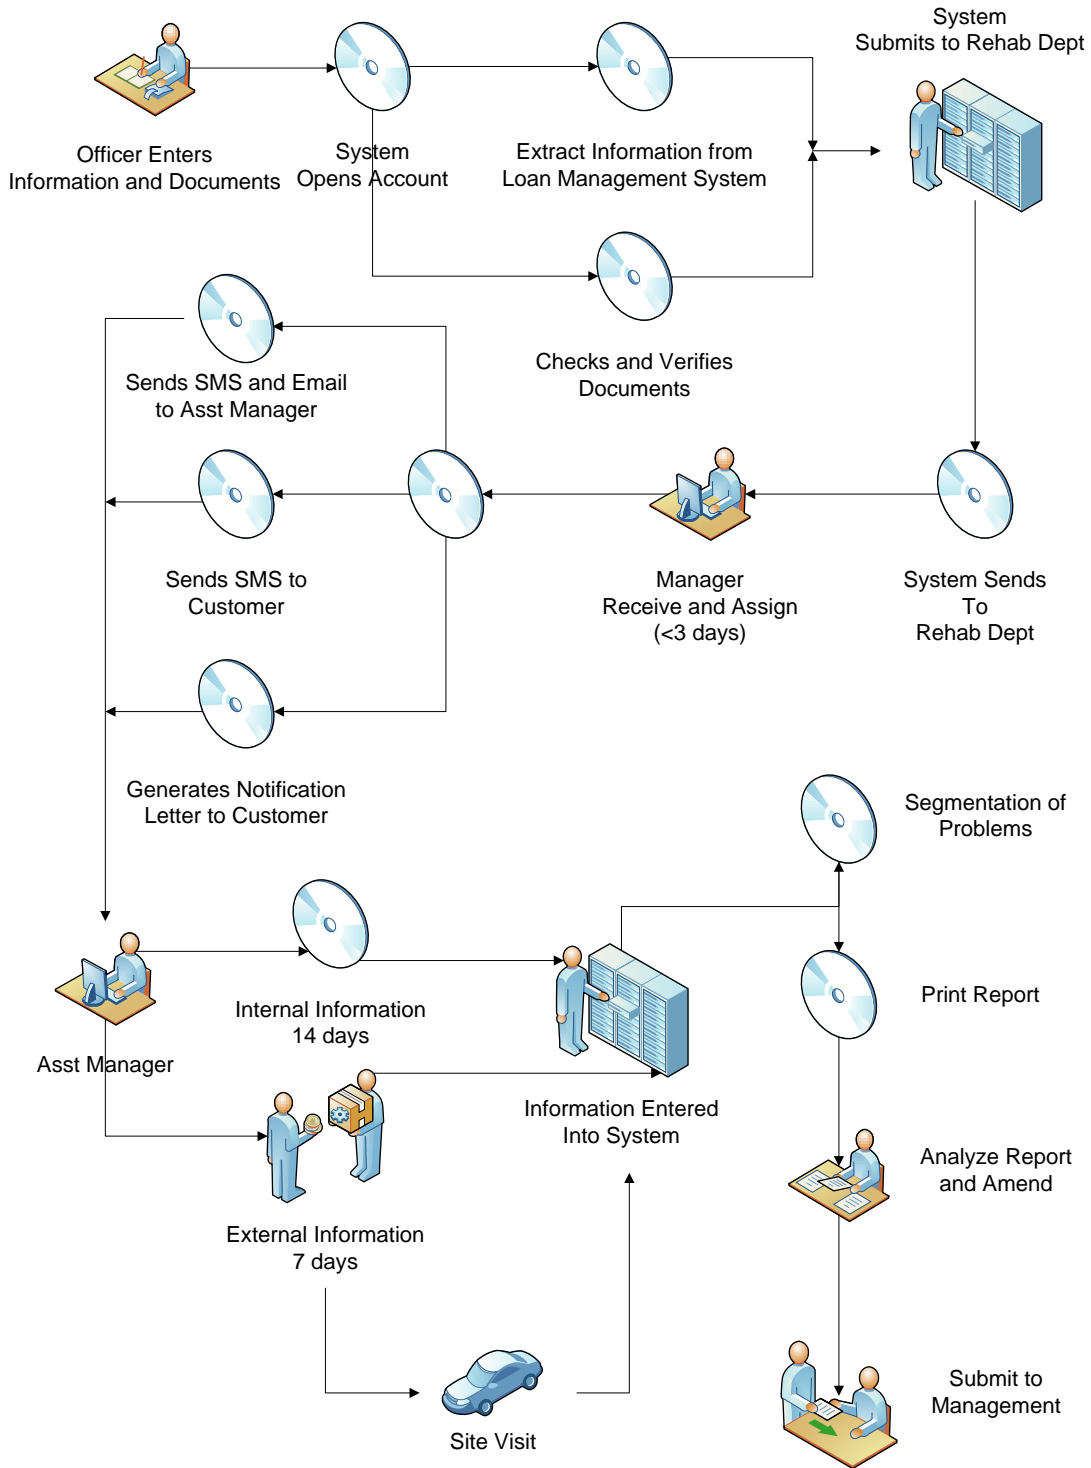 System
Submits to Rehab Dept
Officer Enters
Information and Documents
System
Opens Account
Extract Information from
Loan Management System
Checks and Verifies
Documents
Sends SMS and Email
to Asst Manager
Sends SMS to
Customer
Manager
Receive and Assign
(<3 days)
System Sends
To
Rehab Dept
Generates Notification
Letter to Customer
Segmentation of
Problems
Internal Information
14 days
Print Report
Asst Manager
Information Entered
Into System
Analyze Report
and Amend
External Information
7 days
Submit to
Management
Site Visit